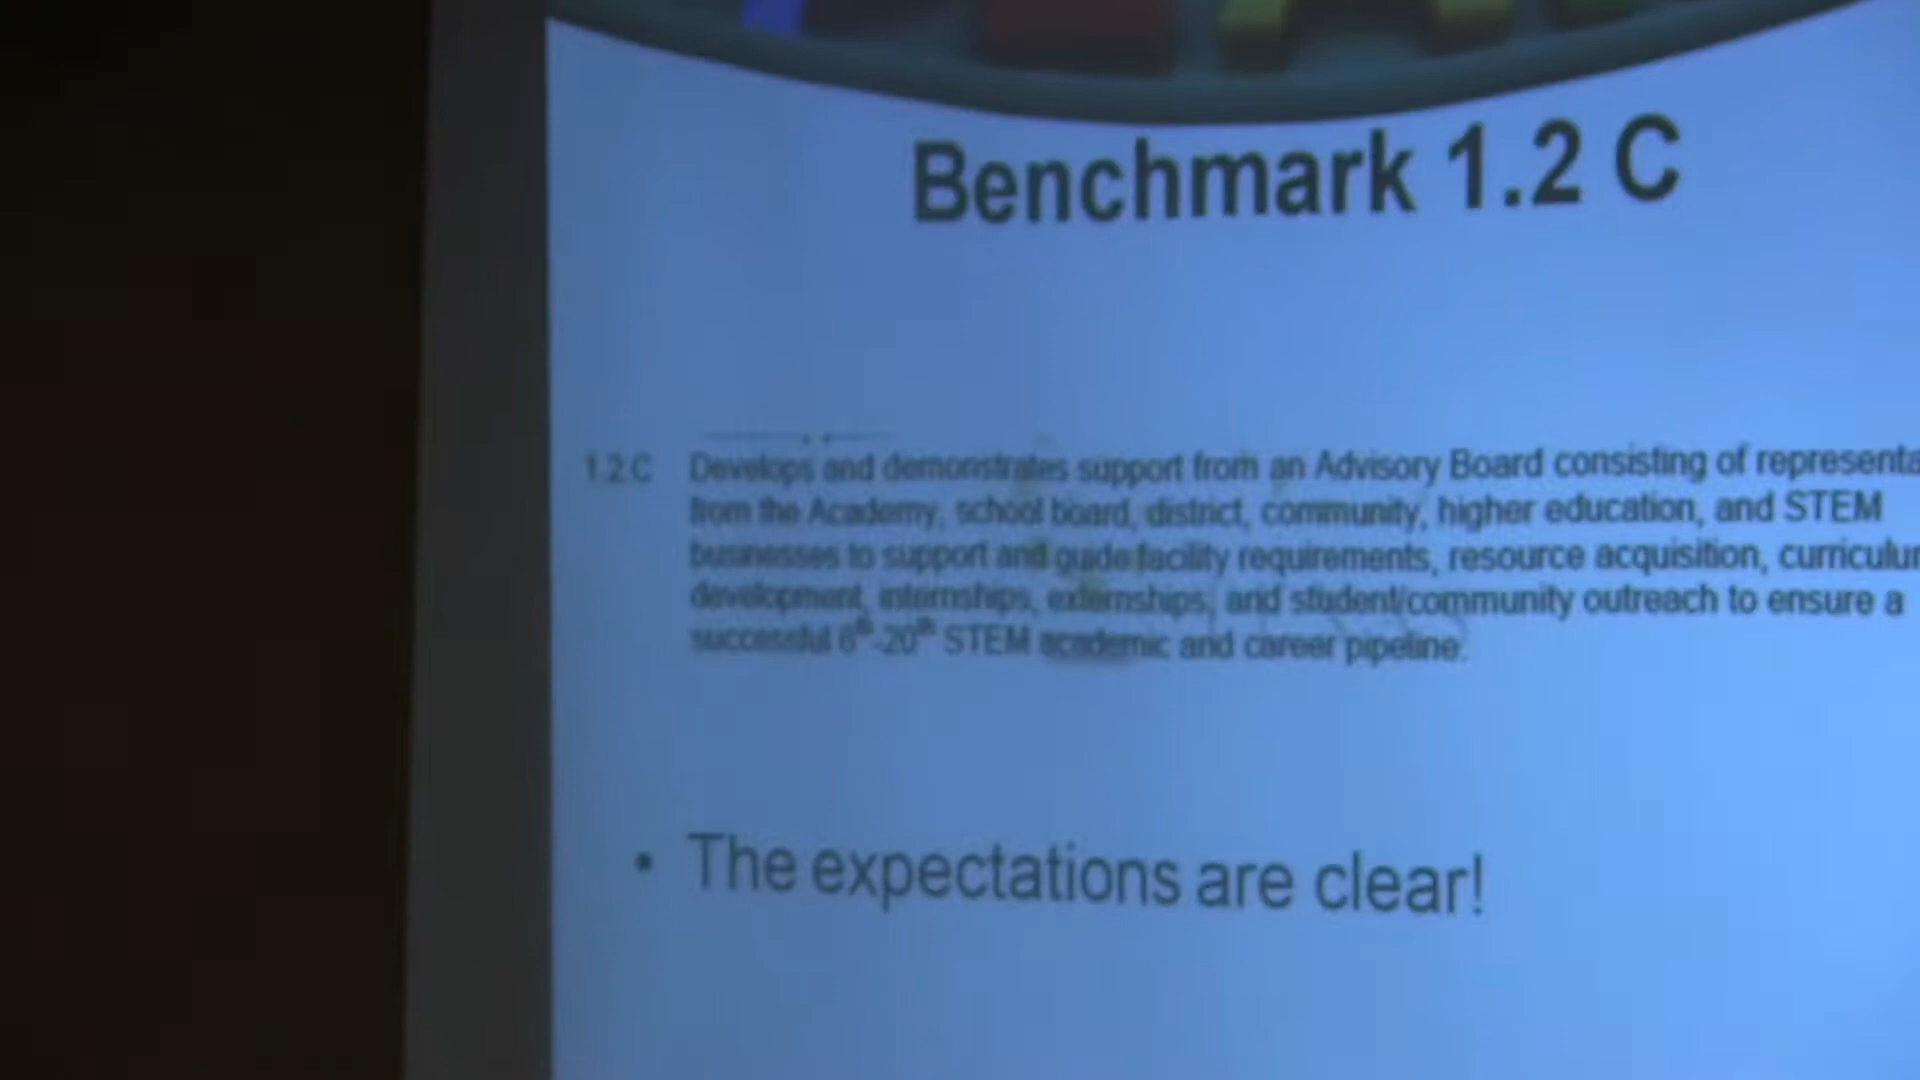 Benchmark 1.2 C
1.2.C Develops and demonstrates support from an Advisory Board consisting of representa
from the Academy, school board, district, community, higher education, and STEM
businesses to support and guide facility requirements, resource acquisition, curriculu
development, internships, externships, and student/community outreach to ensure a
successful 6th-20th STEM academic and career pipeline.
• The expectations are clear!